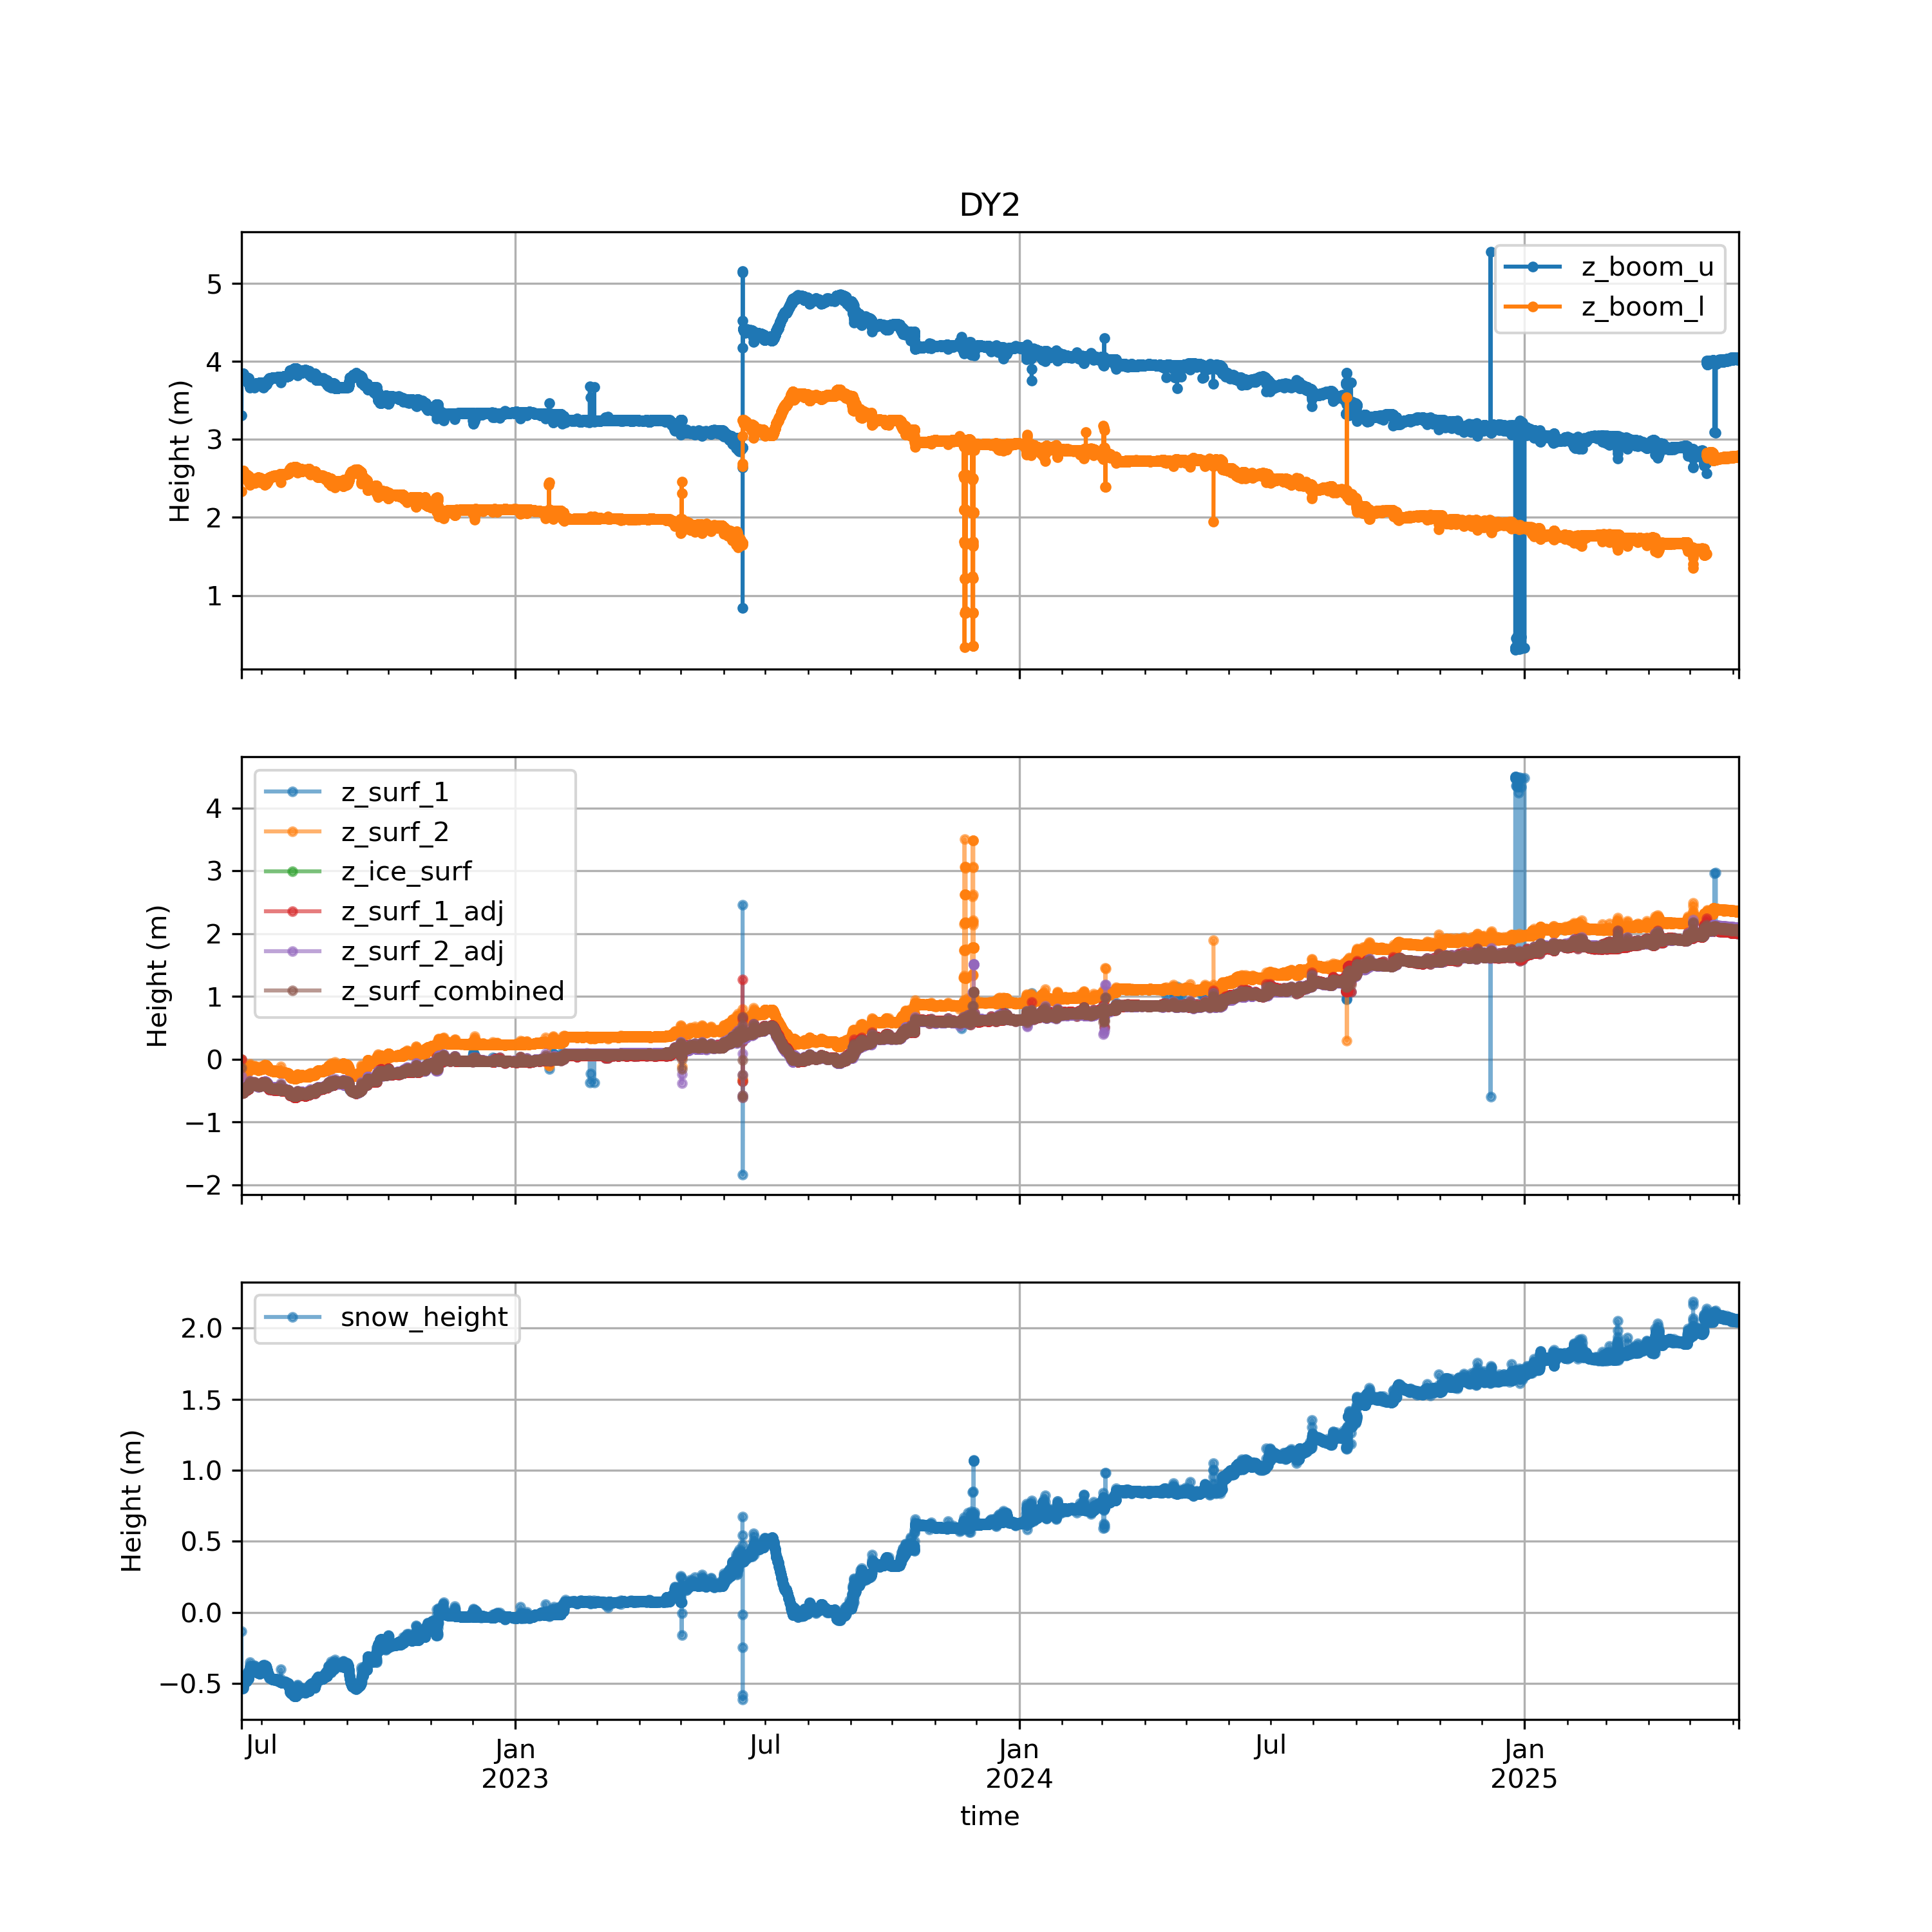 DY2
Height (m)
5
4
3
2
1
z_boom_u
z_boom_l
Height (m)
4
3
2
1
0
−1
−2
z_surf_1
z_surf_2
z_ice_surf
z_surf_1_adj
z_surf_2_adj
z_surf_combined
Height (m)
2.0
1.5
1.0
0.5
0.0
−0.5
snow_height
Jul Jan Jul Jan Jul Jan
2023 2024 2025
time